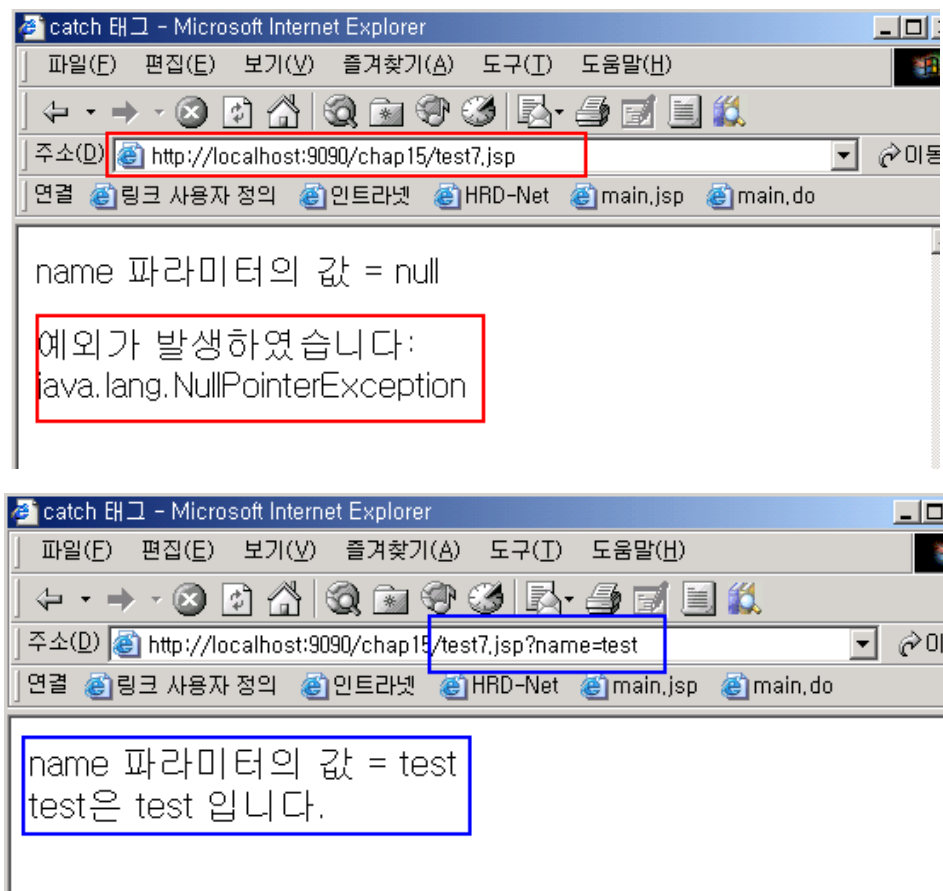 catch 태그 - Microsoft Internet Explorer
파일(F) 편집(E) 보기(V) 즐겨찾기(A) 도구(T) 도움말(H)
주소(D) http://localhost:9090/chap15/test7.jsp
연결 링크 사용자 정의 인트라넷 HRD-Net main.jsp main.do
name 파라미터의 값 = null
예외가 발생하였습니다:
java.lang.NullPointerException
catch 태그 - Microsoft Internet Explorer
파일(F) 편집(E) 보기(V) 즐겨찾기(A) 도구(T) 도움말(H)
주소(D) http://localhost:9090/chap15/test7.jsp?name=test
연결 링크 사용자 정의 인트라넷 HRD-Net main.jsp main.do
name 파라미터의 값 = test
test은 test 입니다.